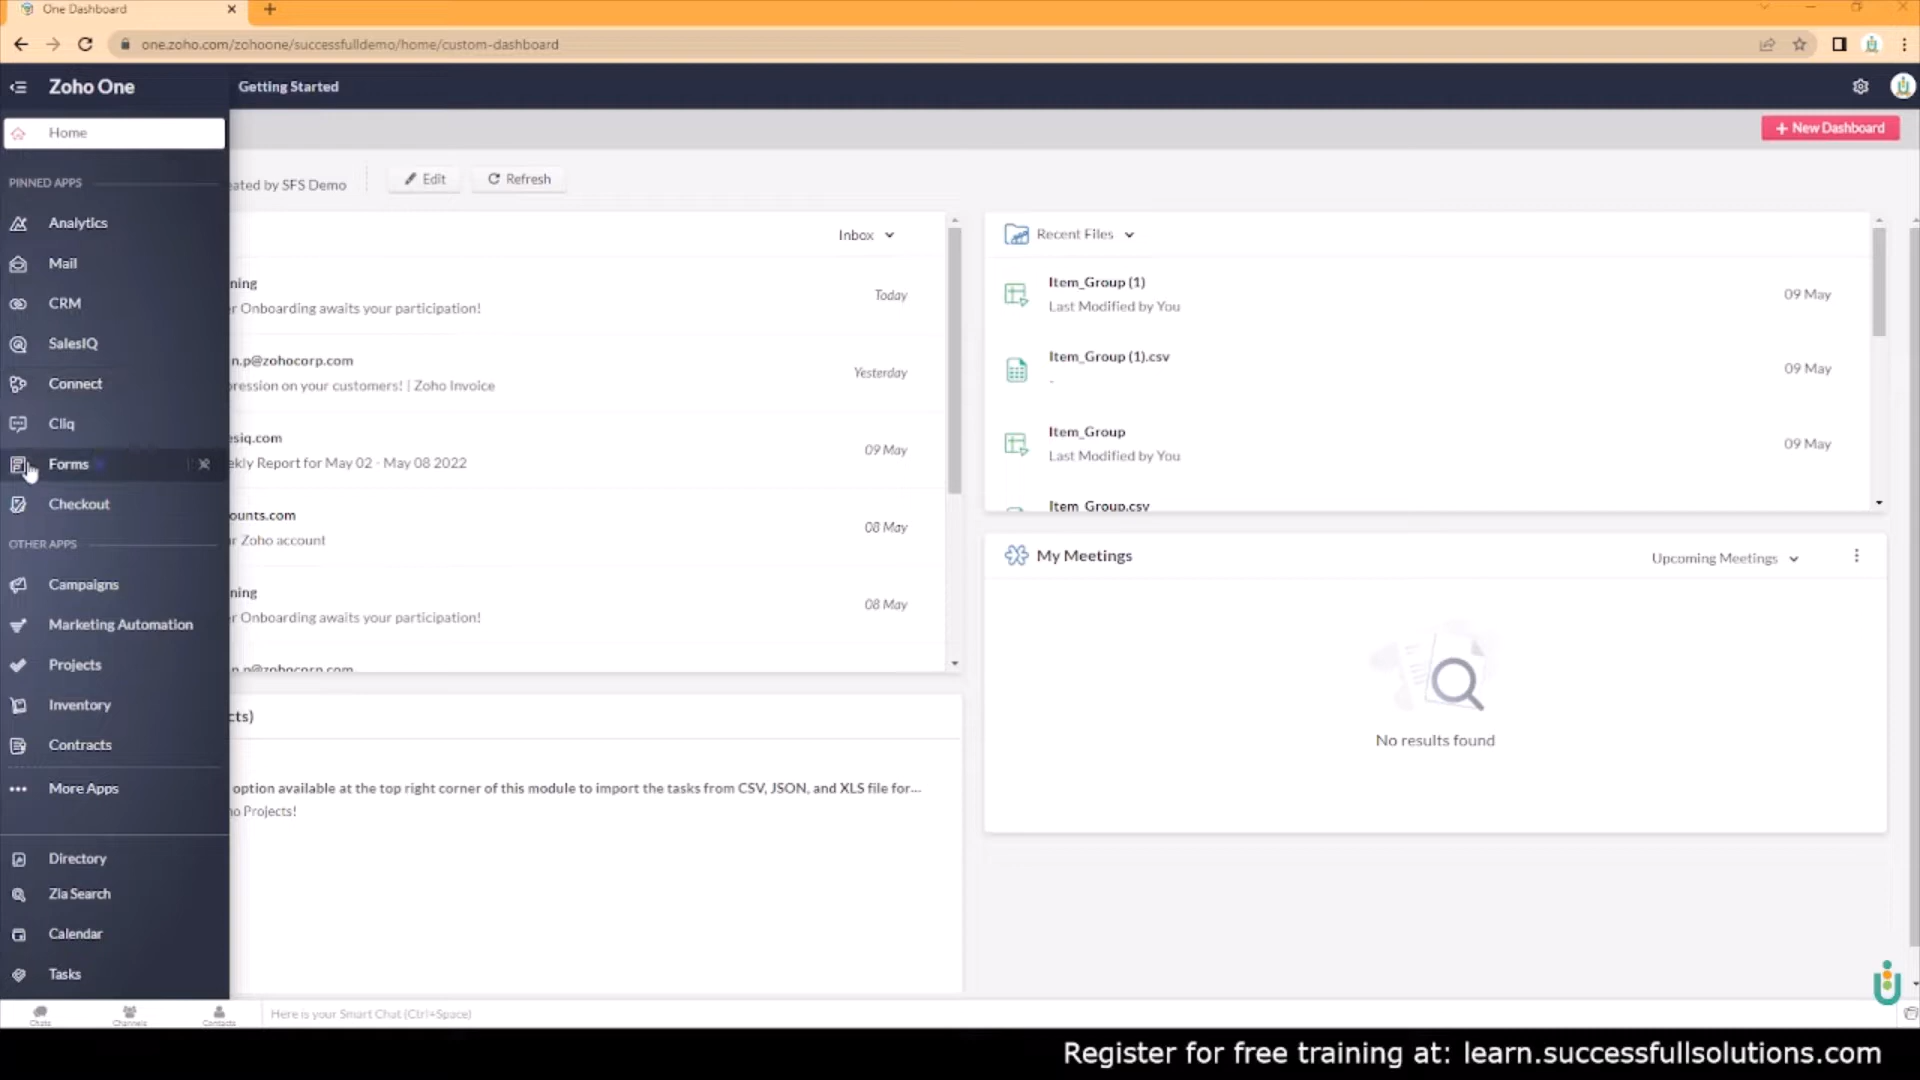 One Dashboard
one.zoho.com/zohoone/successfulldemo/home/custom-dashboard
Zoho One
Getting Started
Home
+ New Dashboard
PINNED APPS
eated by SFS Demo
Edit
Refresh
Analytics
Mail
CRM
SalesIQ
Connect
Cliq
Forms
Checkout
OTHER APPS
Campaigns
Marketing Automation
Projects
Inventory
Contracts
More Apps
Directory
Zia Search
Calendar
Tasks
Inbox
ning
r Onboarding awaits your participation!
Today
n.p@zohocorp.com
pression on your customers! | Zoho Invoice
Yesterday
esiq.com
ekly Report for May 02 - May 08 2022
09 May
ounts.com
r Zoho account
08 May
ning
r Onboarding awaits your participation!
08 May
n.p@zohocorp.com
cts)
option available at the top right corner of this module to import the tasks from CSV, JSON, and XLS file for...
ho Projects!
Recent Files
Item_Group (1)
Last Modified by You
09 May
Item_Group (1).csv
-
09 May
Item_Group
Last Modified by You
09 May
Item_Group.csv
My Meetings
Upcoming Meetings
No results found
Chats
Channels
Contacts
Here is your Smart Chat (Ctrl+Space)
Register for free training at: learn.successfullsolutions.com